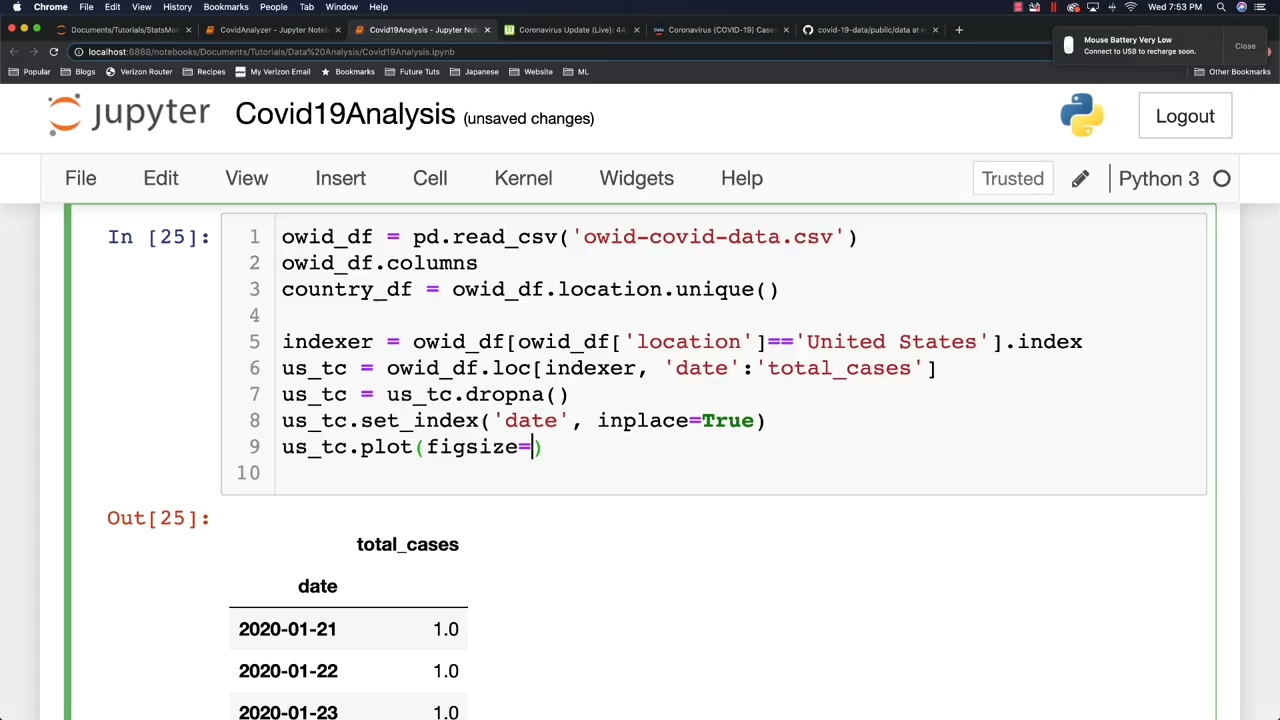 Chrome File Edit View History Bookmarks People Tab Window Help Wed 7:53 PM
Documents/Tutorials/StatsMod CovidAnalyzer - Jupyter Noteb Covid19Analysis - Jupyter Not Coronavirus Update (Live): 44, Coronavirus (COVID-19) Cases covid-19-data/public/data at m
localhost:8888/notebooks/Documents/Tutorials/Data%20Analysis/Covid19Analysis.ipynb
Mouse Battery Very Low
Connect to USB to recharge soon.
Close
Popular Blogs Verizon Router Recipes My Verizon Email Bookmarks Future Tuts Japanese Website ML Other Bookmarks
jupyter Covid19Analysis (unsaved changes) Logout
File Edit View Insert Cell Kernel Widgets Help Trusted Python 3
In [25]:
1 owid_df = pd.read_csv('owid-covid-data.csv')
2 owid_df.columns
3 country_df = owid_df.location.unique()
4
5 indexer = owid_df[owid_df['location']=='United States'].index
6 us_tc = owid_df.loc[indexer, 'date':'total_cases']
7 us_tc = us_tc.dropna()
8 us_tc.set_index('date', inplace=True)
9 us_tc.plot(figsize=)
10
Out[25]:
total_cases
date
2020-01-21 1.0
2020-01-22 1.0
2020-01-23 1.0